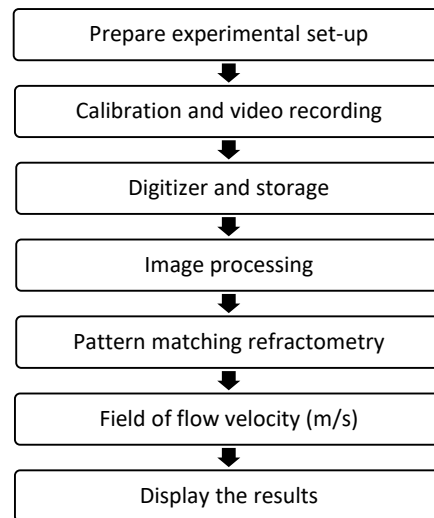 Prepare experimental set-up
Calibration and video recording
Digitizer and storage
Image processing
Pattern matching refractometry
Field of flow velocity (m/s)
Display the results